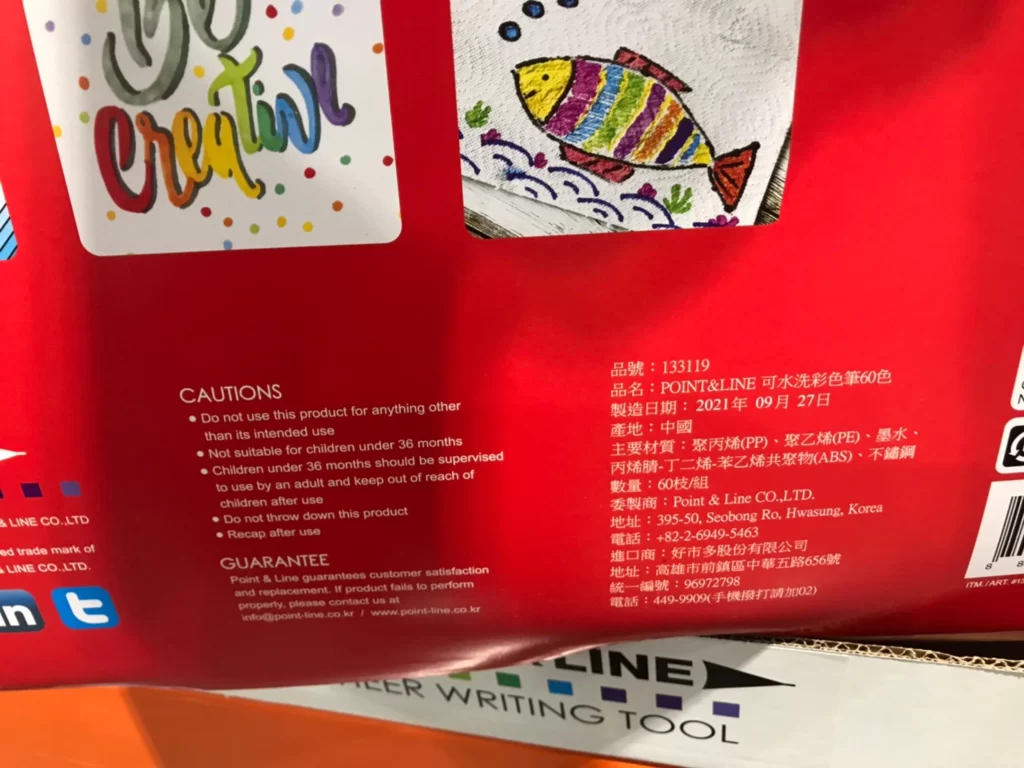 Be
Creative
CAUTIONS
• Do not use this product for anything other
than its intended use
• Not suitable for children under 36 months
• Children under 36 months should be supervised
to use by an adult and keep out of reach of
children after use
• Do not throw down this product
• Recap after use
GUARANTEE
Point & Line guarantees customer satisfaction
and replacement. If product fails to perform
properly, please contact us at
info@point-line.co.kr / www.point-line.co.kr
品號：133119
品名：POINT&LINE 可水洗彩色筆60色
製造日期：2021年 09月 27日
產地：中國
主要材質：聚丙烯(PP)、聚乙烯(PE)、墨水、
丙烯腈-丁二烯-苯乙烯共聚物(ABS)、不鏽鋼
數量：60枝/組
委製商：Point & Line CO.,LTD.
地址：395-50, Seobong Ro, Hwasung, Korea
電話：+82-2-6949-5463
進口商：好市多股份有限公司
地址：高雄市前鎮區中華五路656號
統一編號：96972798
電話：449-9909(手機撥打請加02)
& LINE CO.,LTD
ed trade mark of
& LINE CO.,LTD.
in
t
8
ITM./ART. #1
LINE
WRITING TOOL